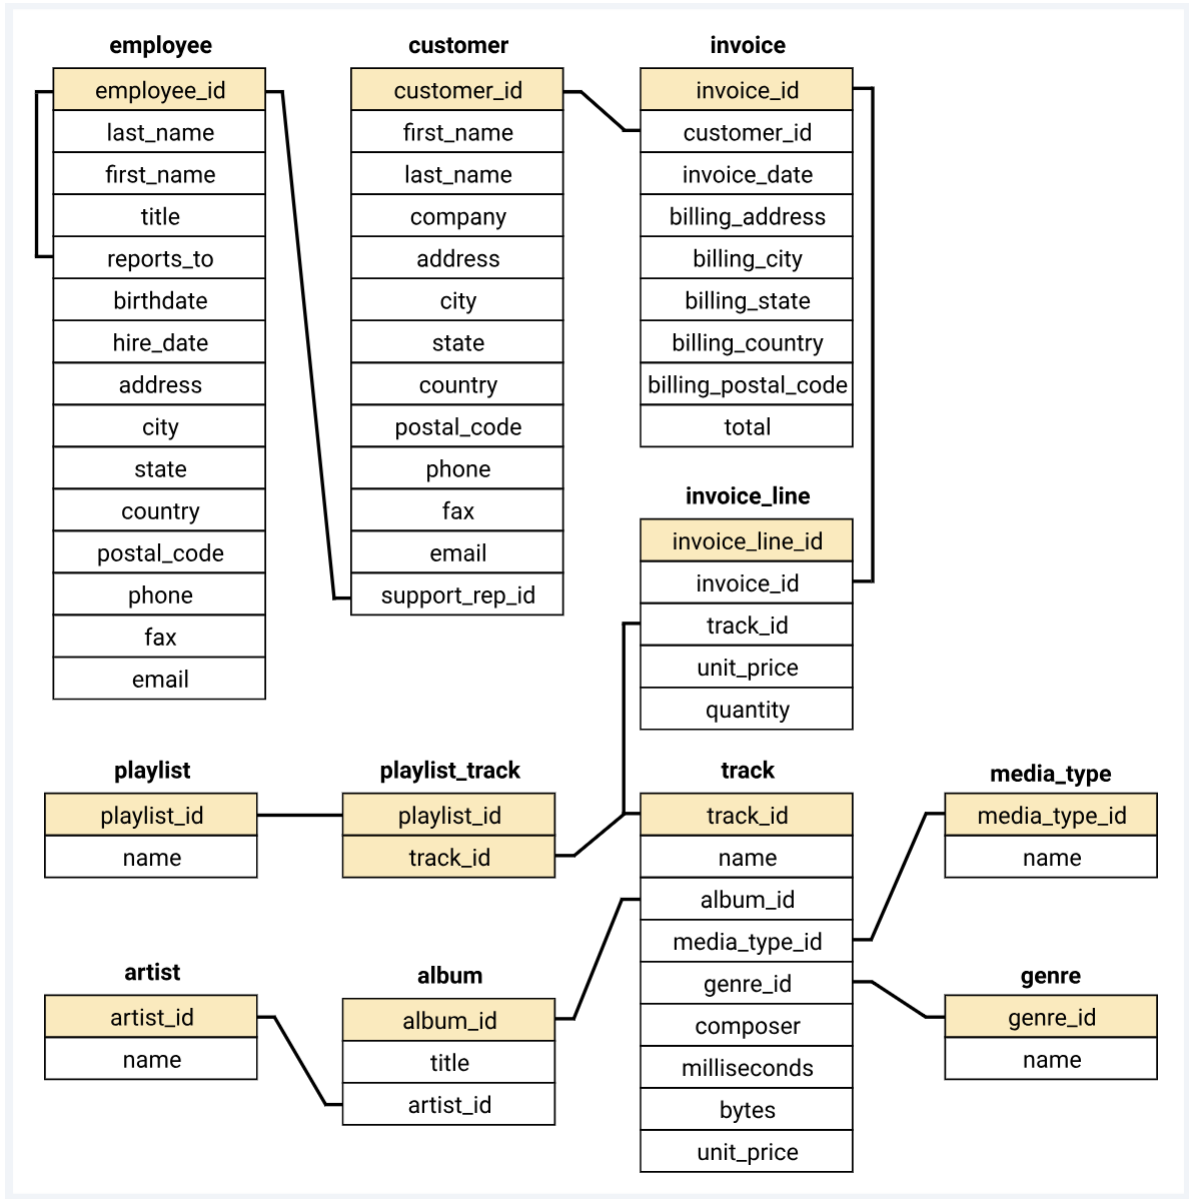 employee
employee_id
last_name
first_name
title
reports_to
birthdate
hire_date
address
city
state
country
postal_code
phone
fax
email
customer
customer_id
first_name
last_name
company
address
city
state
country
postal_code
phone
fax
email
support_rep_id
invoice
invoice_id
customer_id
invoice_date
billing_address
billing_city
billing_state
billing_country
billing_postal_code
total
invoice_line
invoice_line_id
invoice_id
track_id
unit_price
quantity
playlist
playlist_id
name
playlist_track
playlist_id
track_id
track
track_id
name
album_id
media_type_id
genre_id
composer
milliseconds
bytes
unit_price
media_type
media_type_id
name
artist
artist_id
name
album
album_id
title
artist_id
genre
genre_id
name